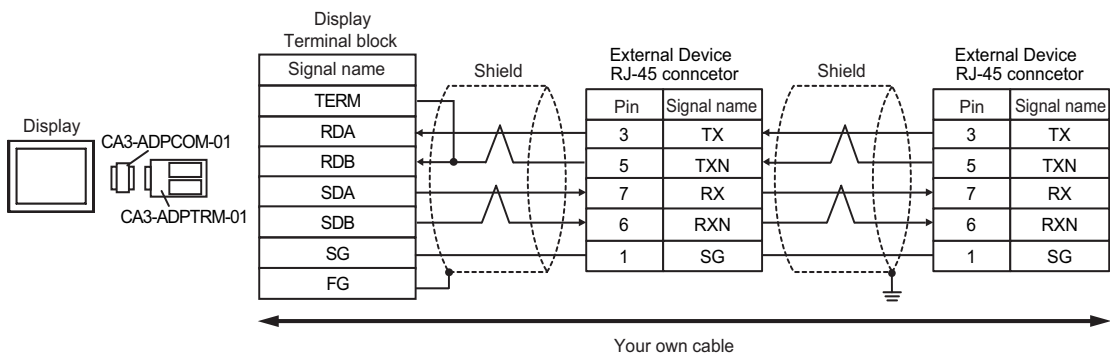 Display
CA3-ADPCOM-01
CA3-ADPTRM-01
Display
Terminal block
Signal name
TERM
RDA
RDB
SDA
SDB
SG
FG
Shield
External Device
RJ-45 conncetor
Pin Signal name
3 TX
5 TXN
7 RX
6 RXN
1 SG
Shield
External Device
RJ-45 conncetor
Pin Signal name
3 TX
5 TXN
7 RX
6 RXN
1 SG
Your own cable